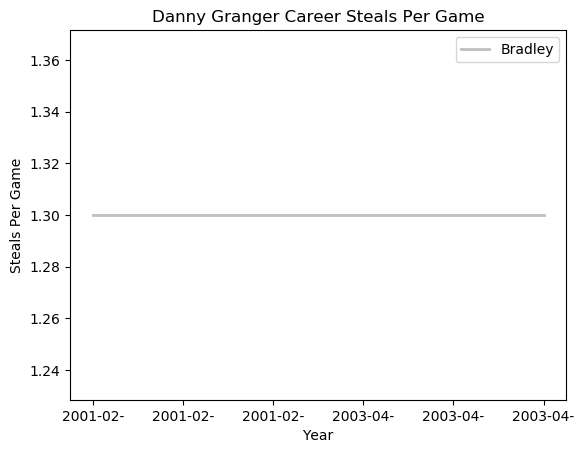 Danny Granger Career Steals Per Game
Bradley
1.36
1.34
1.32
1.30
1.28
1.26
1.24
Steals Per Game
2001-02- 2001-02- 2001-02- 2003-04- 2003-04- 2003-04-
Year